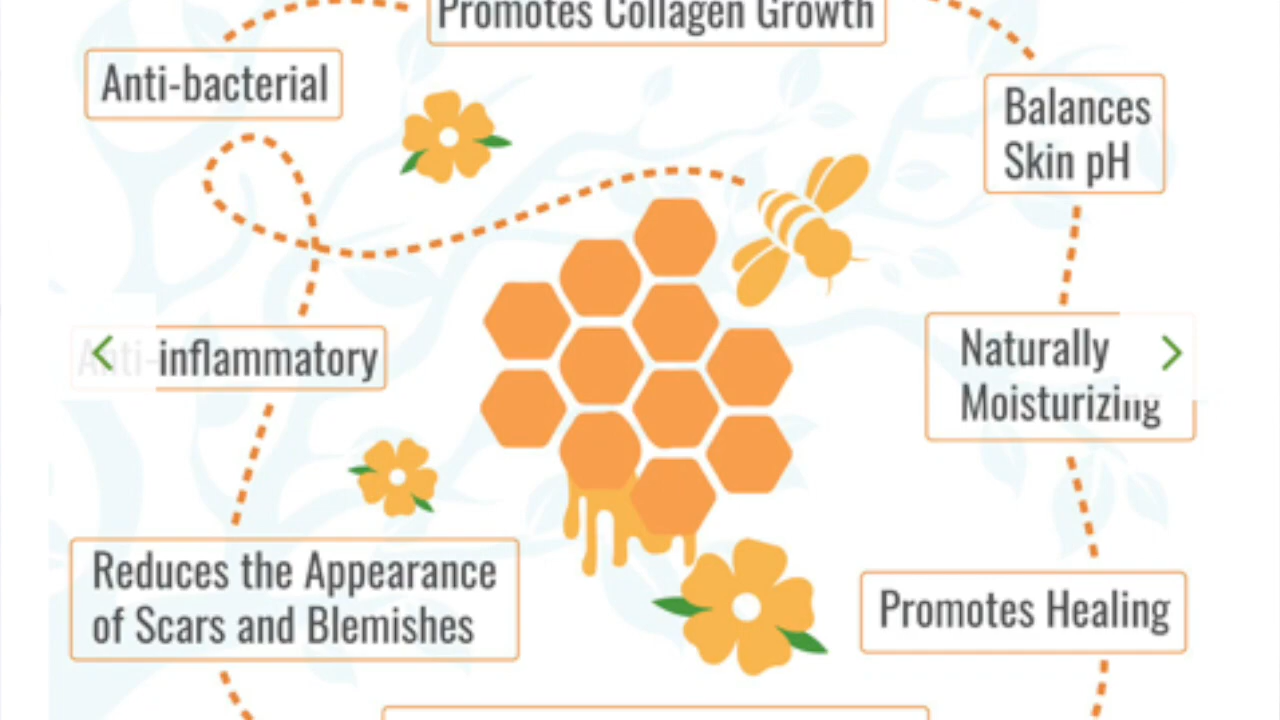 Promotes Collagen Growth
Anti-bacterial
Balances
Skin pH
Anti-inflammatory
Naturally
Moisturizing
Reduces the Appearance
of Scars and Blemishes
Promotes Healing